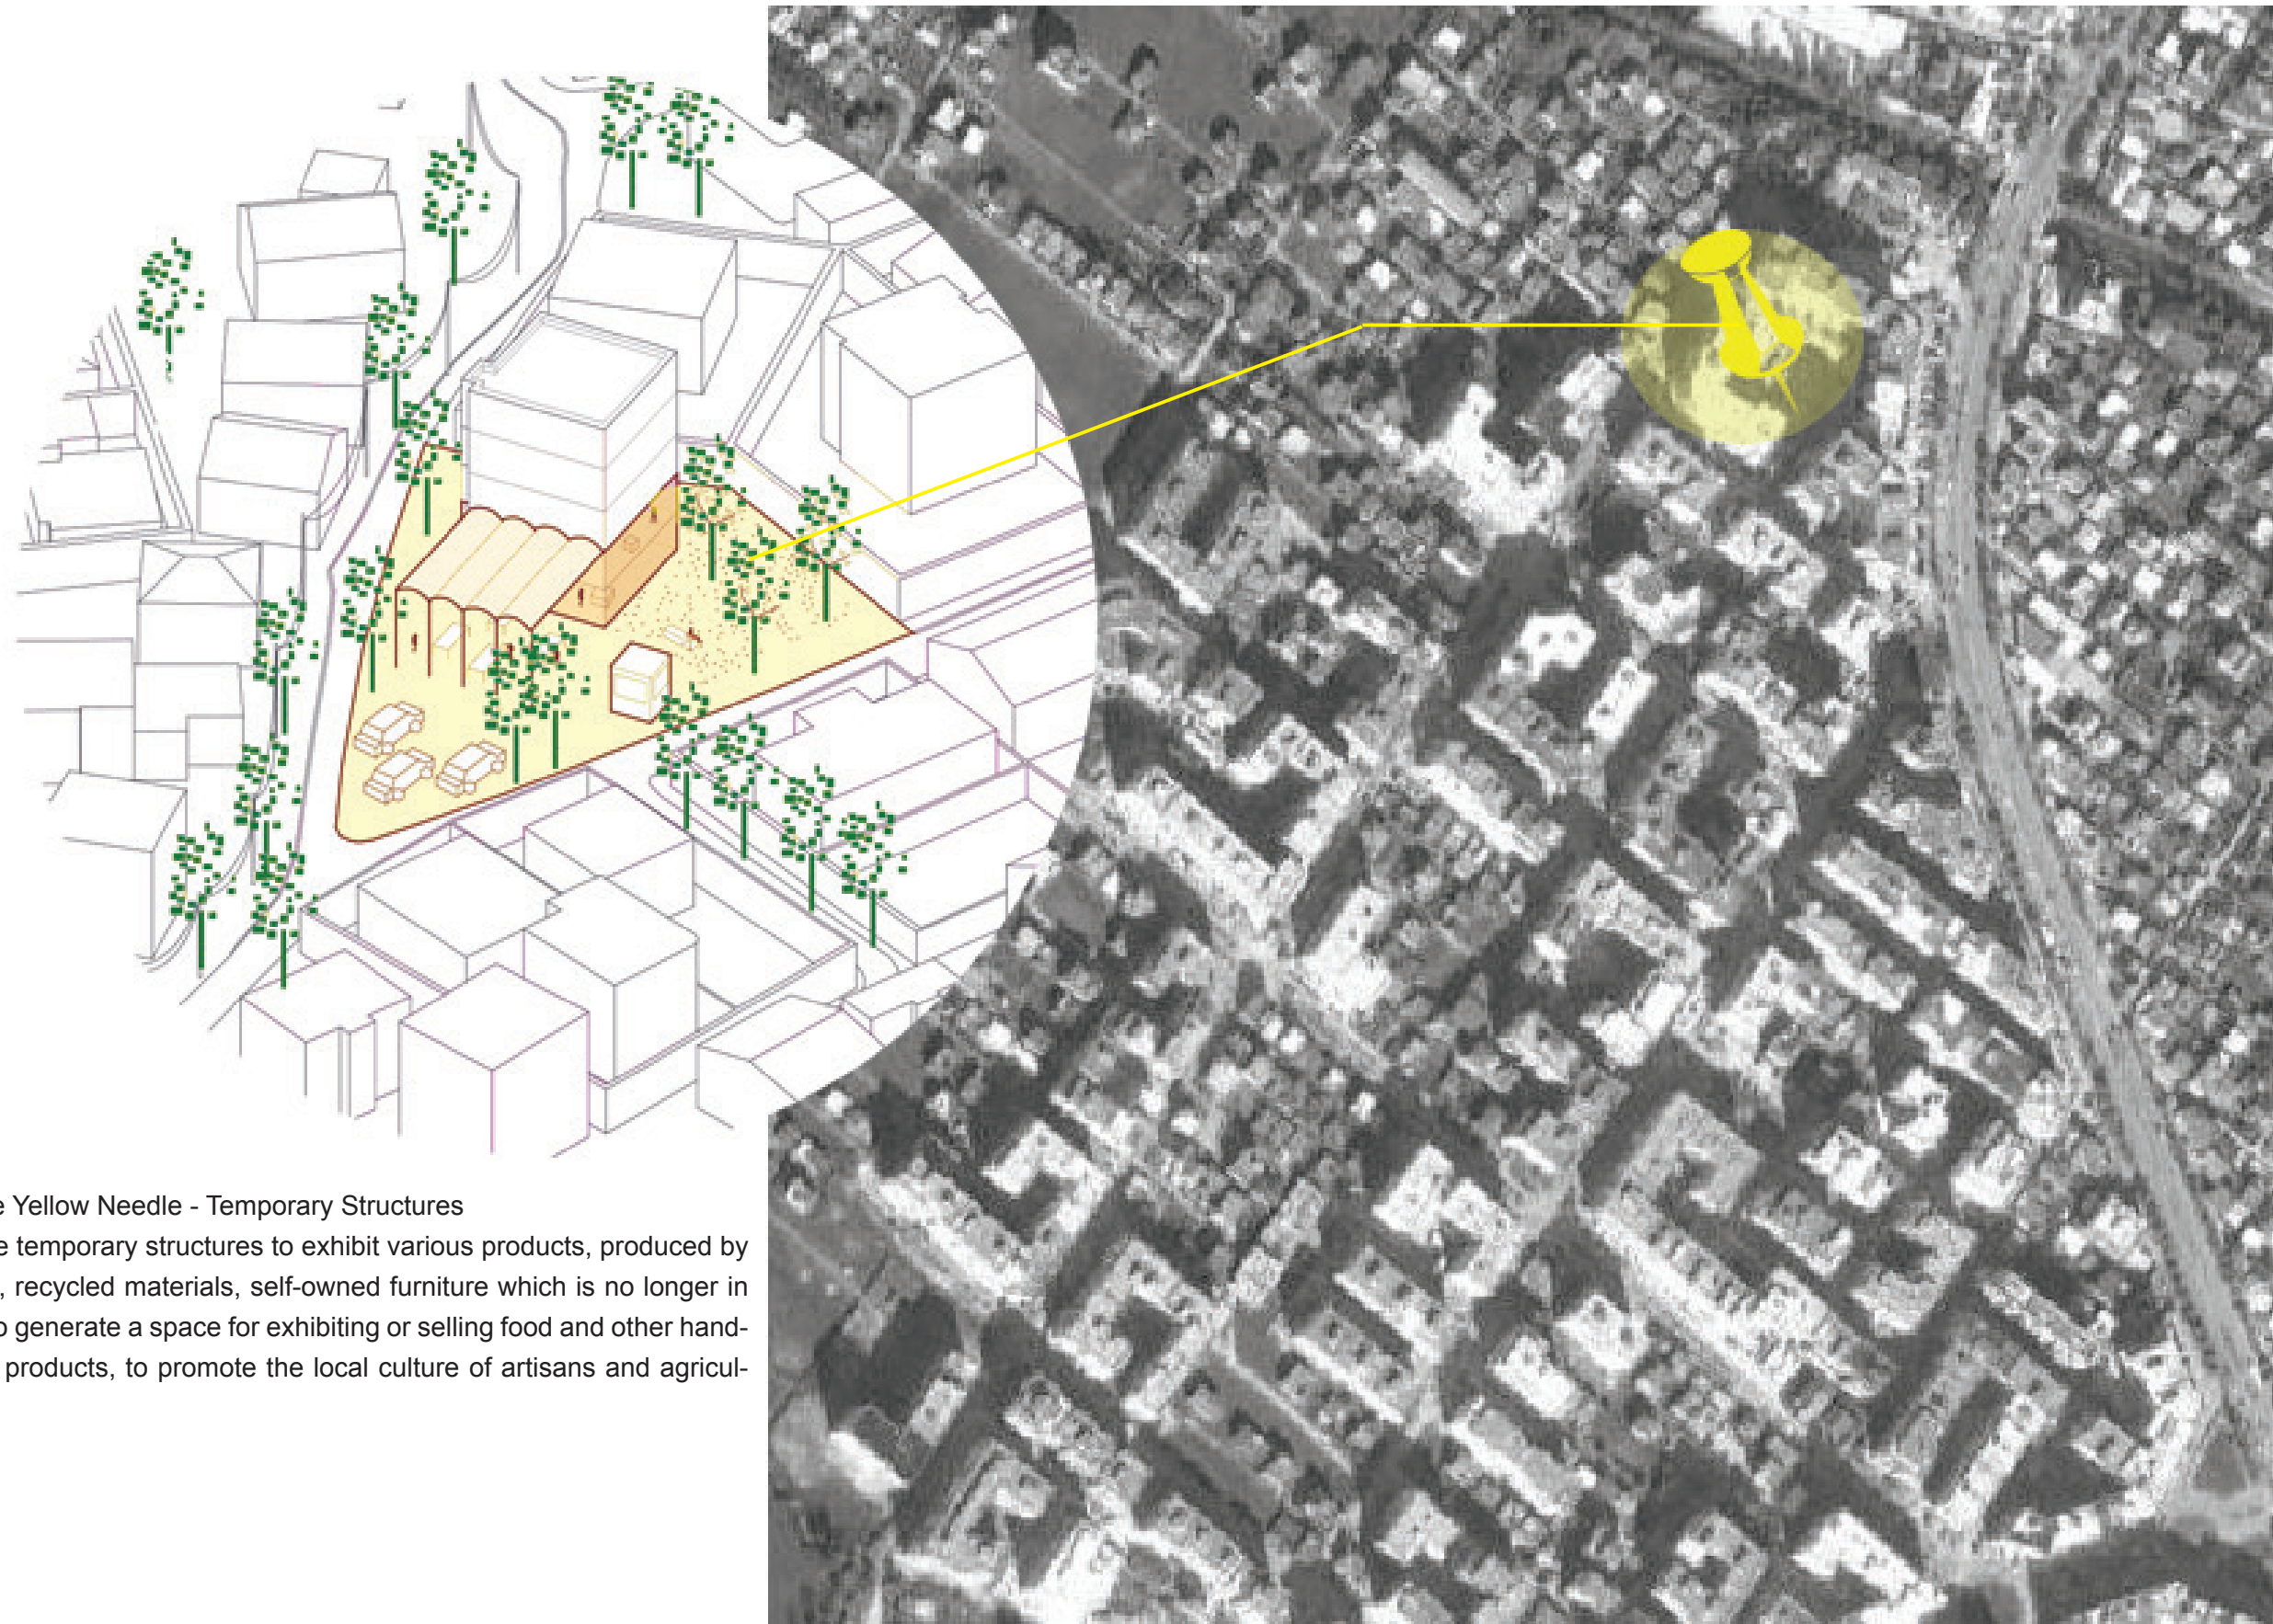 e Yellow Needle - Temporary Structures
e temporary structures to exhibit various products, produced by
, recycled materials, self-owned furniture which is no longer in
o generate a space for exhibiting or selling food and other hand-
products, to promote the local culture of artisans and agricul-